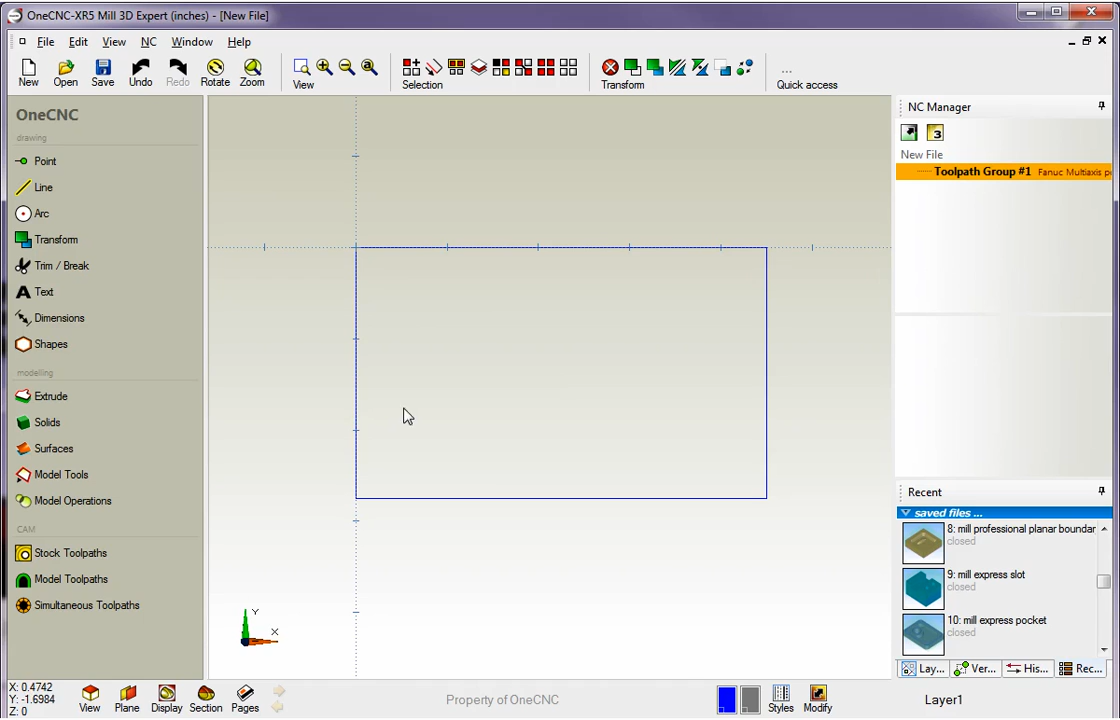 OneCNC-XR5 Mill 3D Expert (inches) - [New File]
File Edit View NC Window Help
New Open Save Undo Redo Rotate Zoom View Selection Transform Quick access
OneCNC
drawing
Point
Line
Arc
Transform
Trim / Break
Text
Dimensions
Shapes
modelling
Extrude
Solids
Surfaces
Model Tools
Model Operations
CAM
Stock Toolpaths
Model Toolpaths
Simultaneous Toolpaths
Y
X
NC Manager
3
New File
Toolpath Group #1 Fanuc Multiaxis p
Recent
saved files ...
8: mill professional planar boundar
closed
9: mill express slot
closed
10: mill express pocket
closed
Lay... Ver... His... Rec...
X: 0.4742
Y: -1.6984
Z: 0
View Plane Display Section Pages
Property of OneCNC
Styles Modify
Layer1